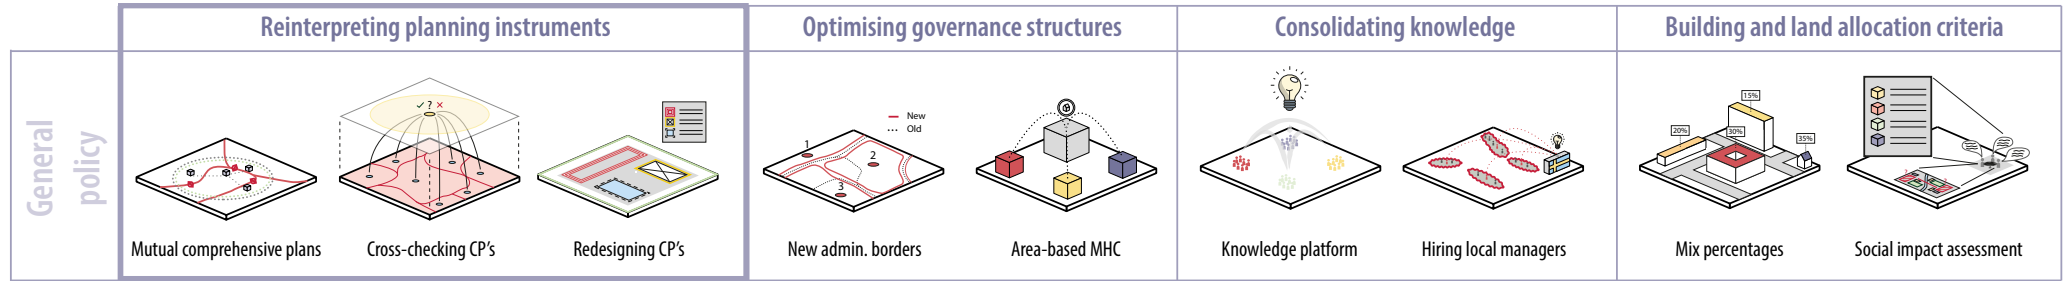 Reinterpreting planning instruments
Optimising governance structures
Consolidating knowledge
Building and land allocation criteria
General
policy
✓ ? ×
New
Old
1
2
3
15%
20%
30%
35%
Mutual comprehensive plans
Cross-checking CP's
Redesigning CP's
New admin. borders
Area-based MHC
Knowledge platform
Hiring local managers
Mix percentages
Social impact assessment